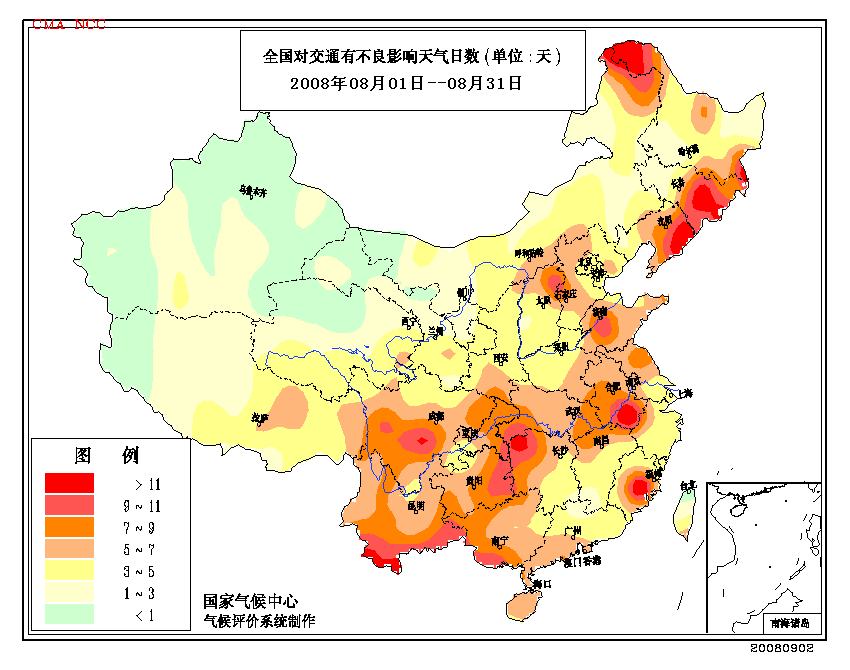 CMA NCC
全国对交通有不良影响天气日数(单位:天)
2008年08月01日--08月31日
乌鲁木齐
哈尔滨
长春
沈阳
呼和浩特
北京
天津
银川
太原
石家庄
济南
西宁
兰州
郑州
西安
合肥
南京
上海
拉萨
成都
重庆
武汉
南昌
长沙
贵阳
福州
台北
昆明
广州
南宁
澳门 香港
海口
图 例
> 11
9 ~ 11
7 ~ 9
5 ~ 7
3 ~ 5
1 ~ 3
< 1
国家气候中心
气候评价系统制作
南海诸岛
20080902